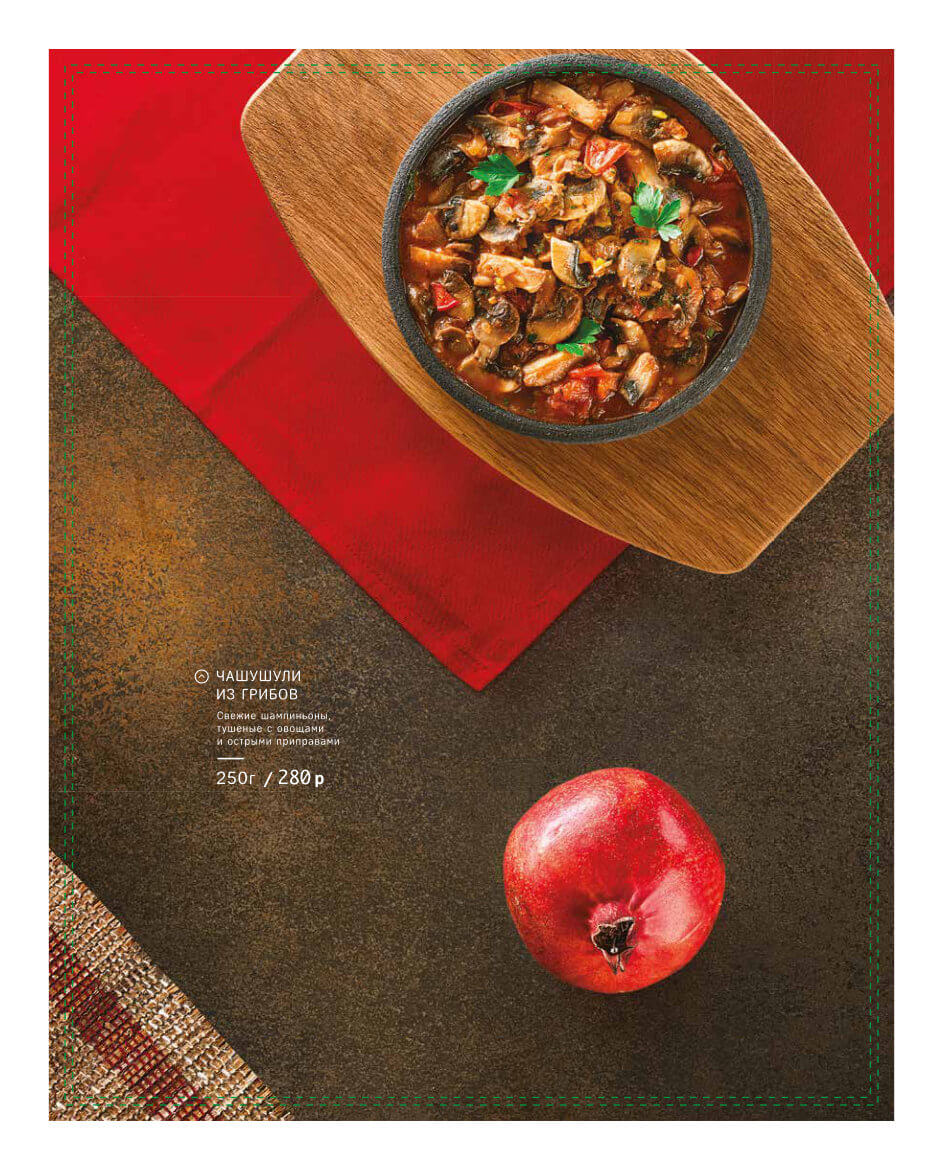 ЧАШУШУЛИ
ИЗ ГРИБОВ
Свежие шампиньоны,
тушеные с овощами
и острыми приправами
250г / 280 р